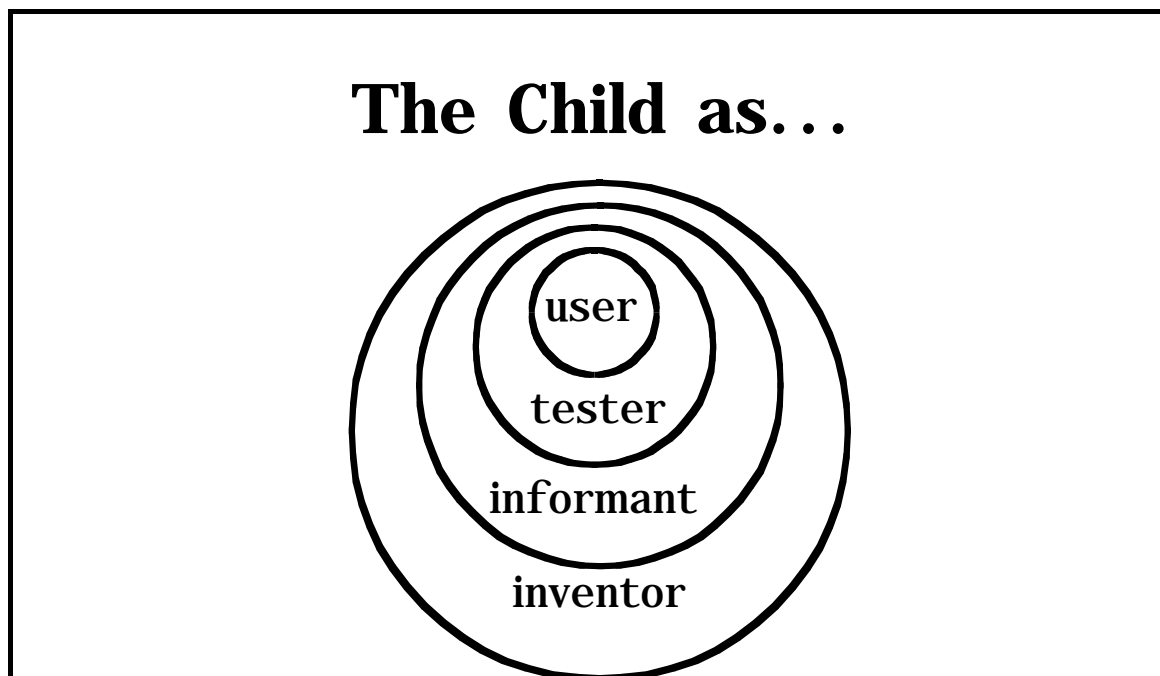 The Child as...
user
tester
informant
inventor